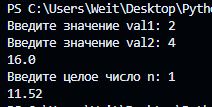 PS C:\Users\Weit\Desktop\Pytho
Введите значение val1: 2
Введите значение val2: 4
16.0
Введите целое число n: 1
11.52